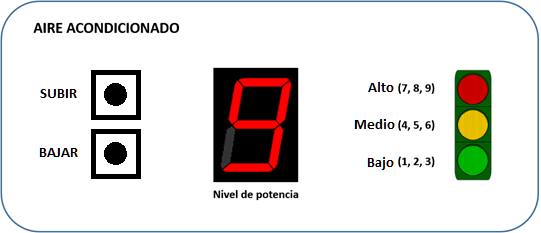 AIRE ACONDICIONADO
SUBIR
BAJAR
9
Nivel de potencia
Alto (7, 8, 9)
Medio (4, 5, 6)
Bajo (1, 2, 3)